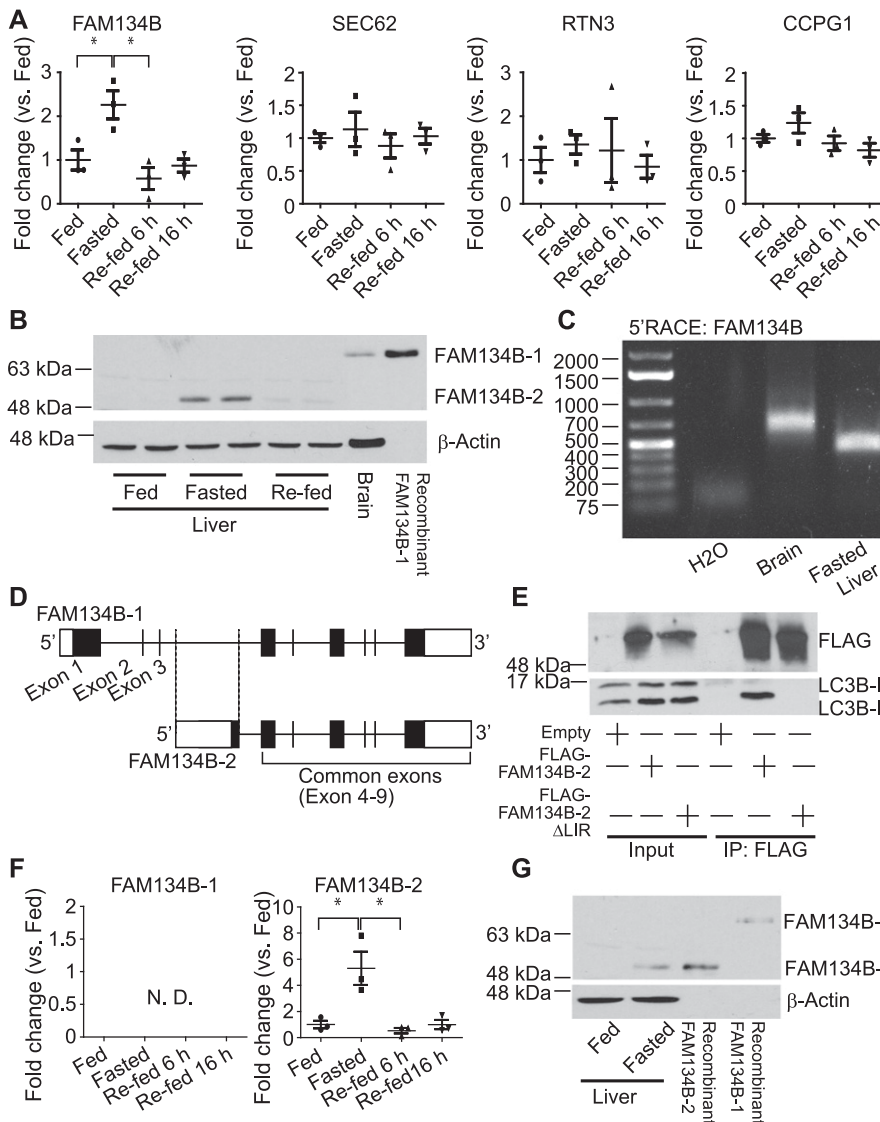 A
FAM134B
SEC62
RTN3
CCPG1
* *
Fold change (vs. Fed)
3
2
1
0
Fed
Fasted
Re-fed 6 h
Re-fed 16 h
Fold change (vs. Fed)
2
1.5
1
0.5
0
Fed
Fasted
Re-fed 6 h
Re-fed 16 h
Fold change (vs. Fed)
3
2
1
0
Fed
Fasted
Re-fed 6 h
Re-fed 16 h
Fold change (vs. Fed)
2
1.5
1
0.5
0
Fed
Fasted
Re-fed 6 h
Re-fed 16 h
B
63 kDa
48 kDa
48 kDa
FAM134B-1
FAM134B-2
β-Actin
Fed
Fasted
Re-fed
Liver
Brain
Recombinant
FAM134B-1
C
5'RACE: FAM134B
2000
1500
1000
700
500
400
300
200
75
H2O
Brain
Fasted
Liver
D
FAM134B-1
5'
3'
Exon 1
Exon 2
Exon 3
5'
3'
FAM134B-2
Common exons
(Exon 4-9)
E
FLAG
48 kDa
17 kDa
LC3B-I
LC3B-I
Empty
+ — — + — —
FLAG-
FAM134B-2
— + — — + —
FLAG-
FAM134B-2
ΔLIR
— — + — — +
Input
IP: FLAG
F
FAM134B-1
Fold change (vs. Fed)
2
1.5
1
0.5
0
N. D.
Fed
Fasted
Re-fed 6 h
Re-fed 16 h
FAM134B-2
* *
Fold change (vs. Fed)
10
8
6
4
2
0
Fed
Fasted
Re-fed 6 h
Re-fed16 h
G
63 kDa
48 kDa
48 kDa
FAM134B-
FAM134B-
β-Actin
Fed
Fasted
Liver
Recombinant
FAM134B-2
Recombinant
FAM134B-1